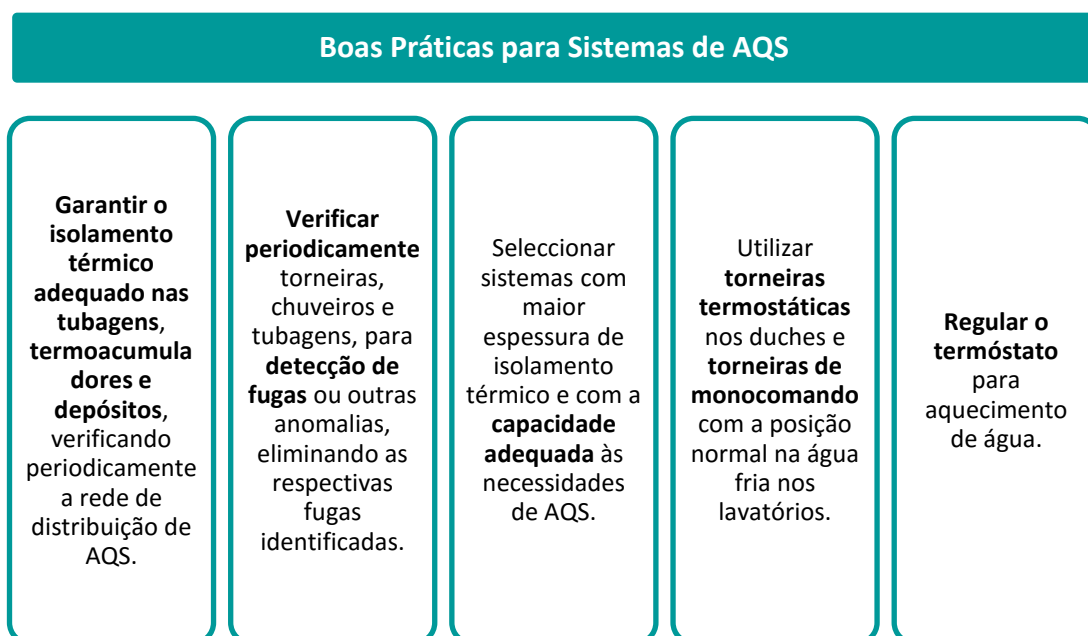 Boas Práticas para Sistemas de AQS
Garantir o
isolamento
térmico
adequado nas
tubagens,
termoacumula
dores e
depósitos,
verificando
periodicamente
a rede de
distribuição de
AQS.
Verificar
periodicamente
torneiras,
chuveiros e
tubagens, para
detecção de
fugas ou outras
anomalias,
eliminando as
respectivas
fugas
identificadas.
Seleccionar
sistemas com
maior
espessura de
isolamento
térmico e com a
capacidade
adequada às
necessidades
de AQS.
Utilizar
torneiras
termostáticas
nos duches e
torneiras de
monocomando
com a posição
normal na água
fria nos
lavatórios.
Regular o
termóstato
para
aquecimento
de água.